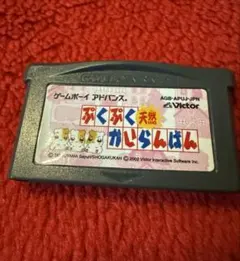 ゲームボーイ アドバンス。
AGB-APUJ-JPN
Victor
ぷくぷく天然
かいらんばん
© 2002 Victor Interactive Software Inc.